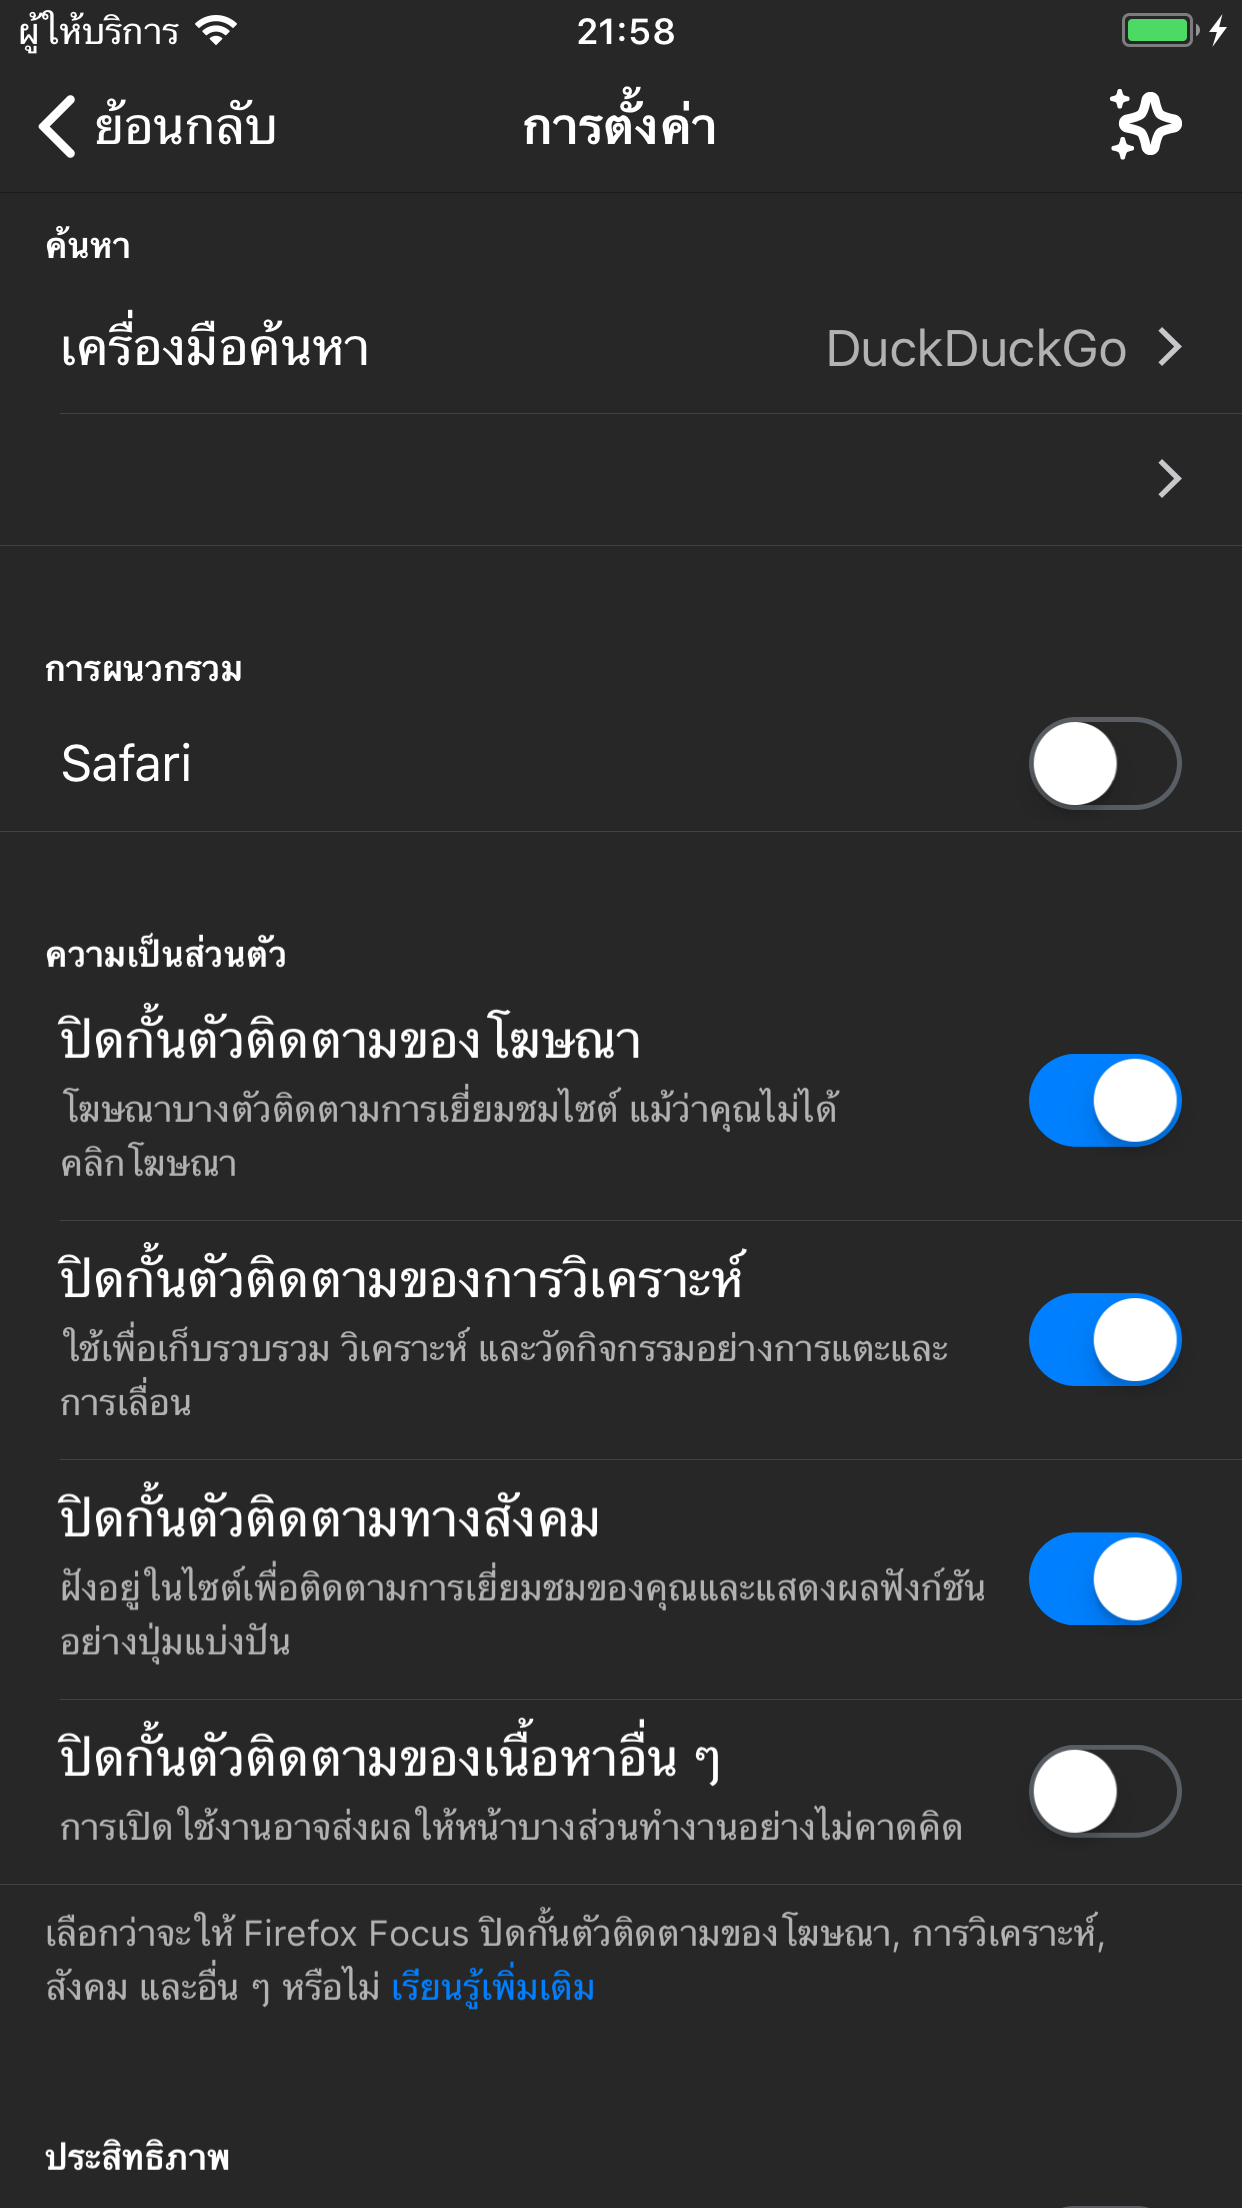 ผู้ให้บริการ
21:58
ย้อนกลับ
การตั้งค่า
ค้นหา
เครื่องมือค้นหา
DuckDuckGo
การผนวกรวม
Safari
ความเป็นส่วนตัว
ปิดกั้นตัวติดตามของโฆษณา
โฆษณาบางตัวติดตามการเยี่ยมชมไซต์ แม้ว่าคุณไม่ได้
คลิกโฆษณา
ปิดกั้นตัวติดตามของการวิเคราะห์
ใช้เพื่อเก็บรวบรวม วิเคราะห์ และวัดกิจกรรมอย่างการแตะและ
การเลื่อน
ปิดกั้นตัวติดตามทางสังคม
ฝังอยู่ในไซต์เพื่อติดตามการเยี่ยมชมของคุณและแสดงผลฟังก์ชัน
อย่างปุ่มแบ่งปัน
ปิดกั้นตัวติดตามของเนื้อหาอื่น ๆ
การเปิดใช้งานอาจส่งผลให้หน้าบางส่วนทำงานอย่างไม่คาดคิด
เลือกว่าจะให้ Firefox Focus ปิดกั้นตัวติดตามของโฆษณา, การวิเคราะห์,
สังคม และอื่น ๆ หรือไม่ เรียนรู้เพิ่มเติม
ประสิทธิภาพ